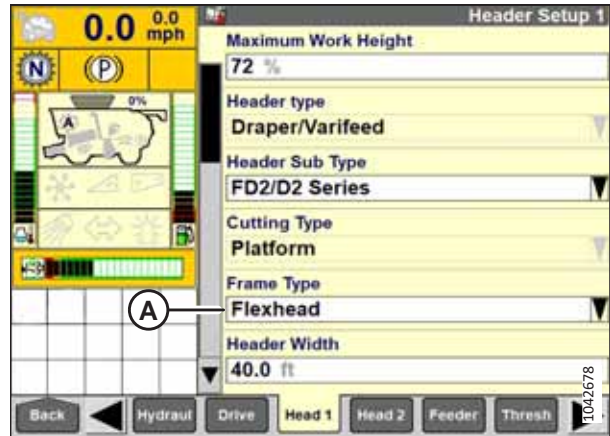 0.0 0.0 mph
Header Setup 1
N (P)
Maximum Work Height
72 %
0%
A
Header type
Draper/Varifeed
Header Sub Type
FD2/D2 Series
Cutting Type
Platform
Frame Type
A
Flexhead
Header Width
40.0 ft
1042678
Back
Hydraul
Drive
Head 1
Head 2
Feeder
Thresh